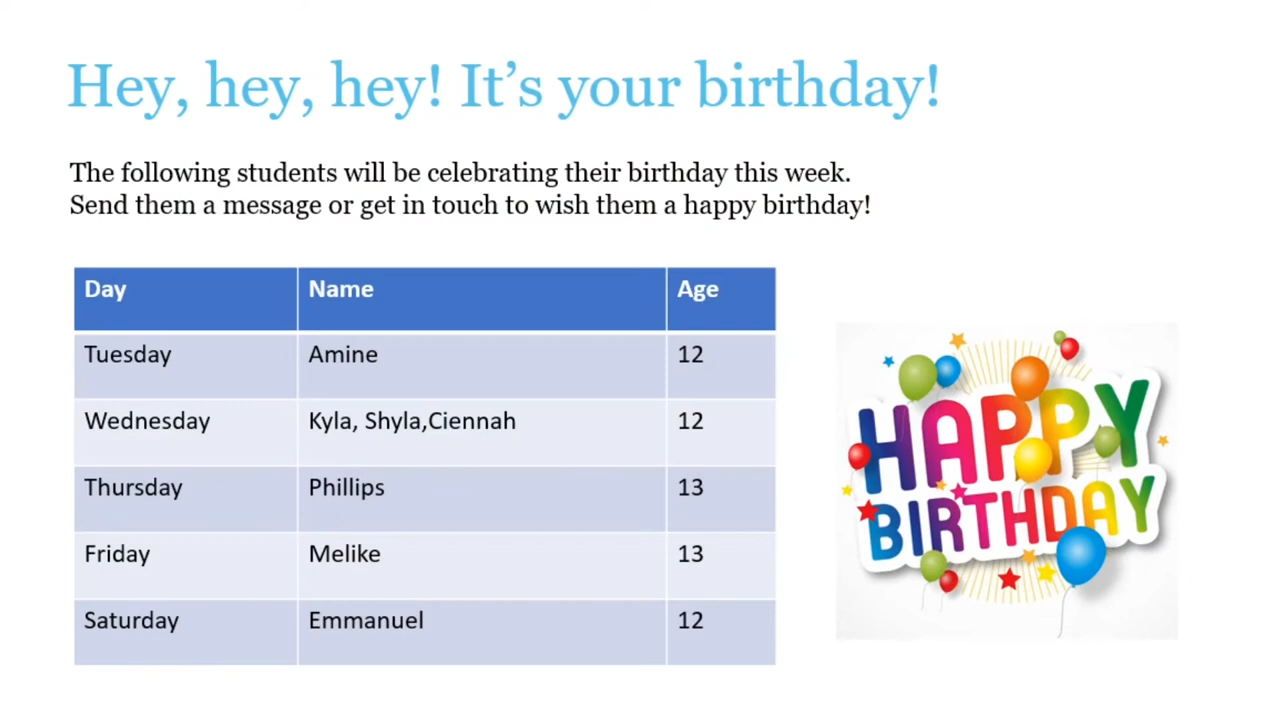 Hey, hey, hey! It’s your birthday!
The following students will be celebrating their birthday this week.
Send them a message or get in touch to wish them a happy birthday!
Day Name Age
Tuesday Amine 12
Wednesday Kyla, Shyla,Ciennah 12
Thursday Phillips 13
Friday Melike 13
Saturday Emmanuel 12
HAPPY
BIRTHDAY